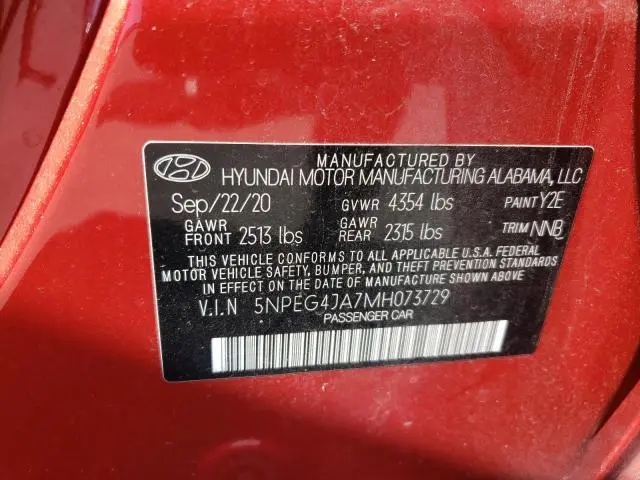 MANUFACTURED BY
HYUNDAI MOTOR MANUFACTURING ALABAMA, LLC
Sep/22/20 GVWR 4354 lbs PAINT Y2E
GAWR FRONT 2513 lbs GAWR REAR 2315 lbs TRIM NNB
THIS VEHICLE CONFORMS TO ALL APPLICABLE U.S.A. FEDERAL
MOTOR VEHICLE SAFETY, BUMPER, AND THEFT PREVENTION STANDARDS
IN EFFECT ON THE DATE OF MANUFACTURE SHOWN ABOVE
V.I.N 5NPEG4JA7MH073729
PASSENGER CAR